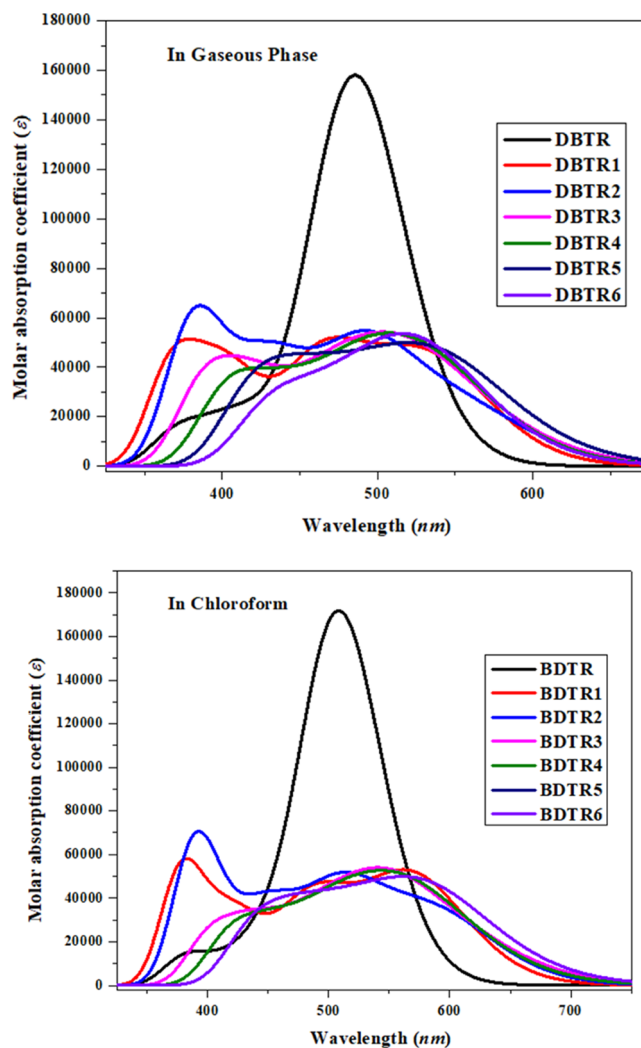 180000
160000
140000
120000
100000
80000
60000
40000
20000
0
Molar absorption coefficient (ε)
In Gaseous Phase
DBTR
DBTR1
DBTR2
DBTR3
DBTR4
DBTR5
DBTR6
400 500 600
Wavelength (nm)
180000
160000
140000
120000
100000
80000
60000
40000
20000
0
Molar absorption coefficient (ε)
In Chloroform
BDTR
BDTR1
BDTR2
BDTR3
BDTR4
BDTR5
BDTR6
400 500 600 700
Wavelength (nm)